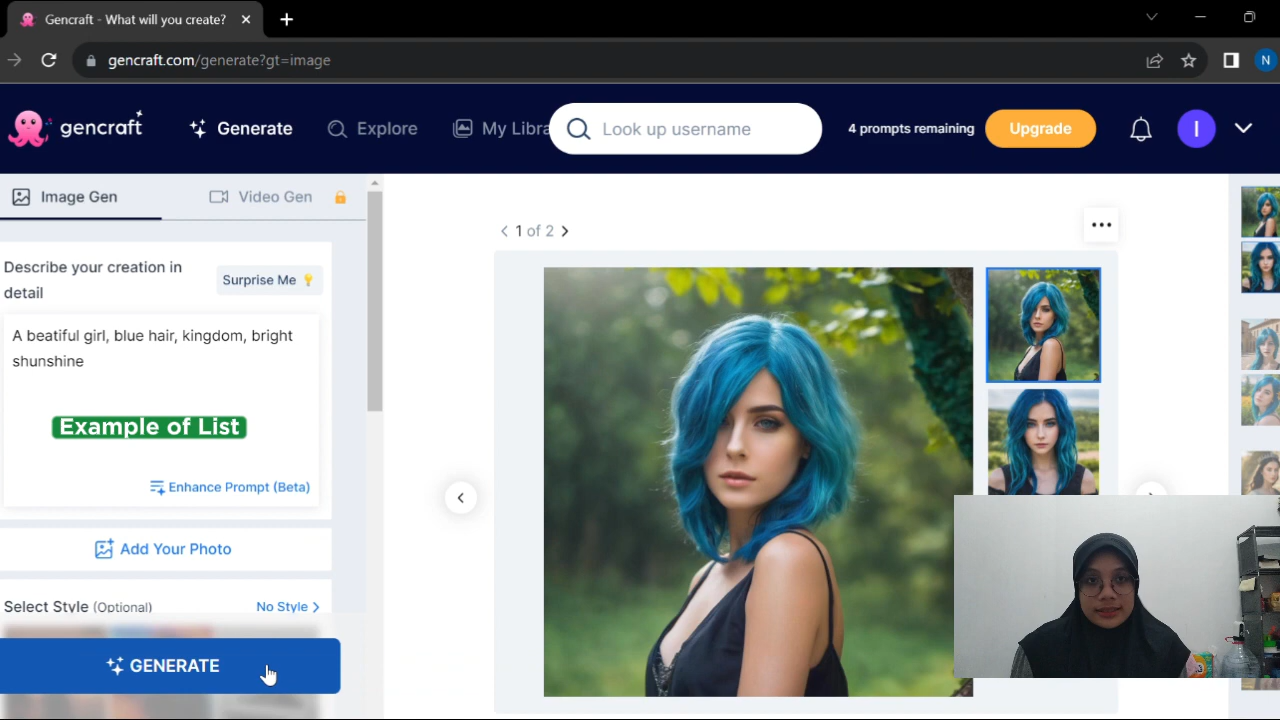 Gencraft - What will you create?
gencraft.com/generate?gt=image
N
gencraft
Generate
Explore
My Libra
Look up username
4 prompts remaining
Upgrade
I
Image Gen
Video Gen
1 of 2
Describe your creation in
detail
Surprise Me
A beatiful girl, blue hair, kingdom, bright
shunshine
Example of List
Enhance Prompt (Beta)
Add Your Photo
Select Style (Optional)
No Style >
GENERATE